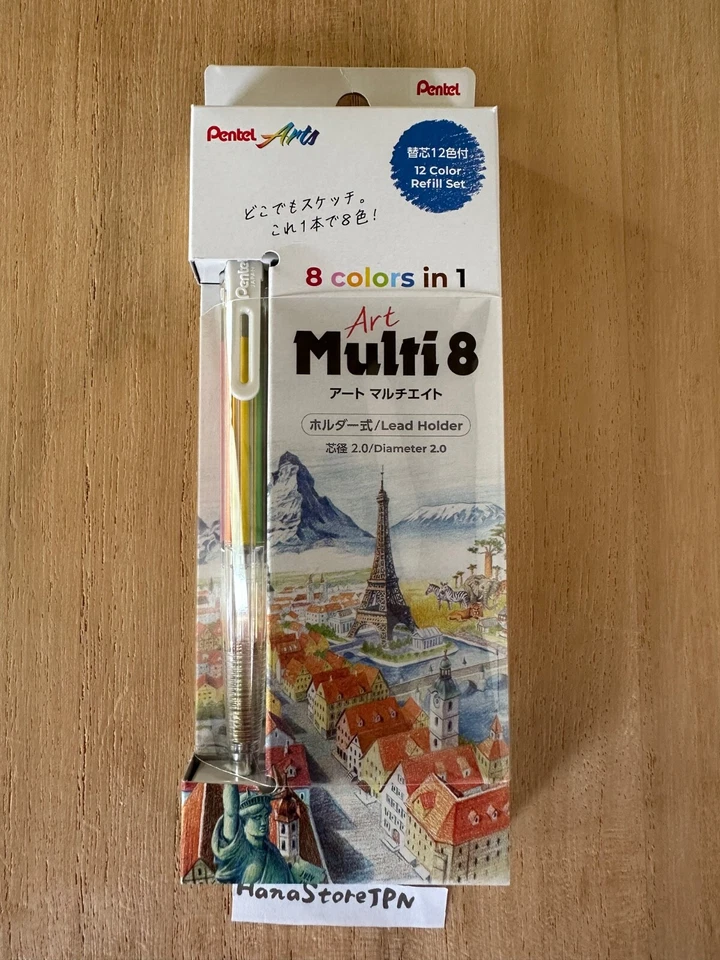 Pentel
Pentel Arts
替芯12色付
12 Color
Refill Set
どこでもスケッチ。
これ1本で8色!
8 colors in 1
Pentel
Art
Multi 8
アート マルチエイト
ホルダー式/Lead Holder
芯径 2.0/Diameter 2.0
HanaStoreJPN